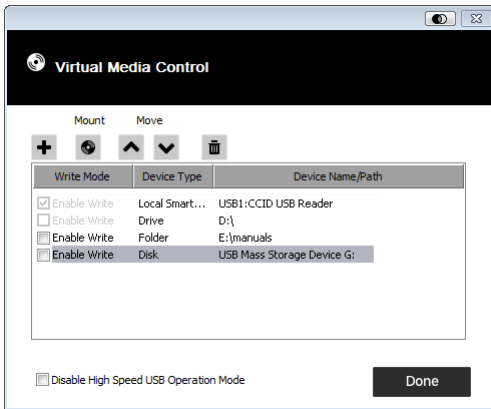 Virtual Media Control
Mount Move
Write Mode Device Type Device Name/Path
Enable Write Local Smart... USB1:CCID USB Reader
Enable Write Drive D:\
Enable Write Folder E:\manuals
Enable Write Disk USB Mass Storage Device G:
Disable High Speed USB Operation Mode
Done